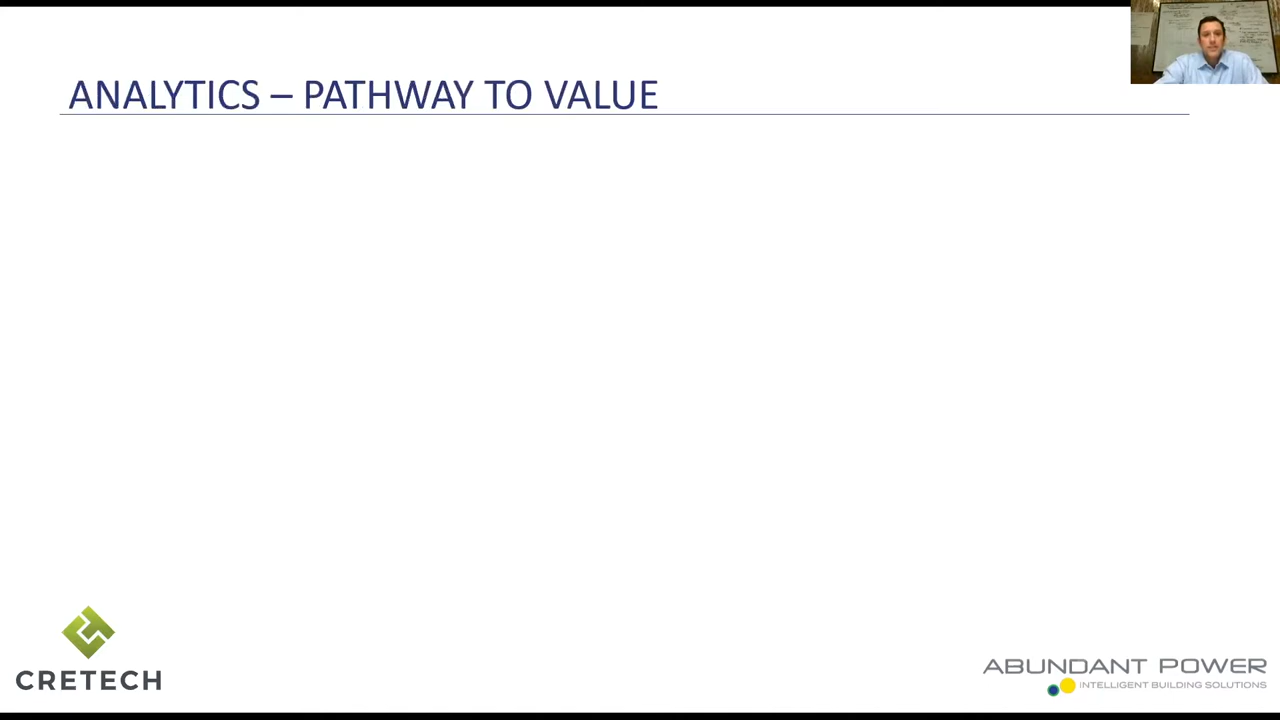 ANALYTICS – PATHWAY TO VALUE
CRETECH
ABUNDANT POWER
INTELLIGENT BUILDING SOLUTIONS